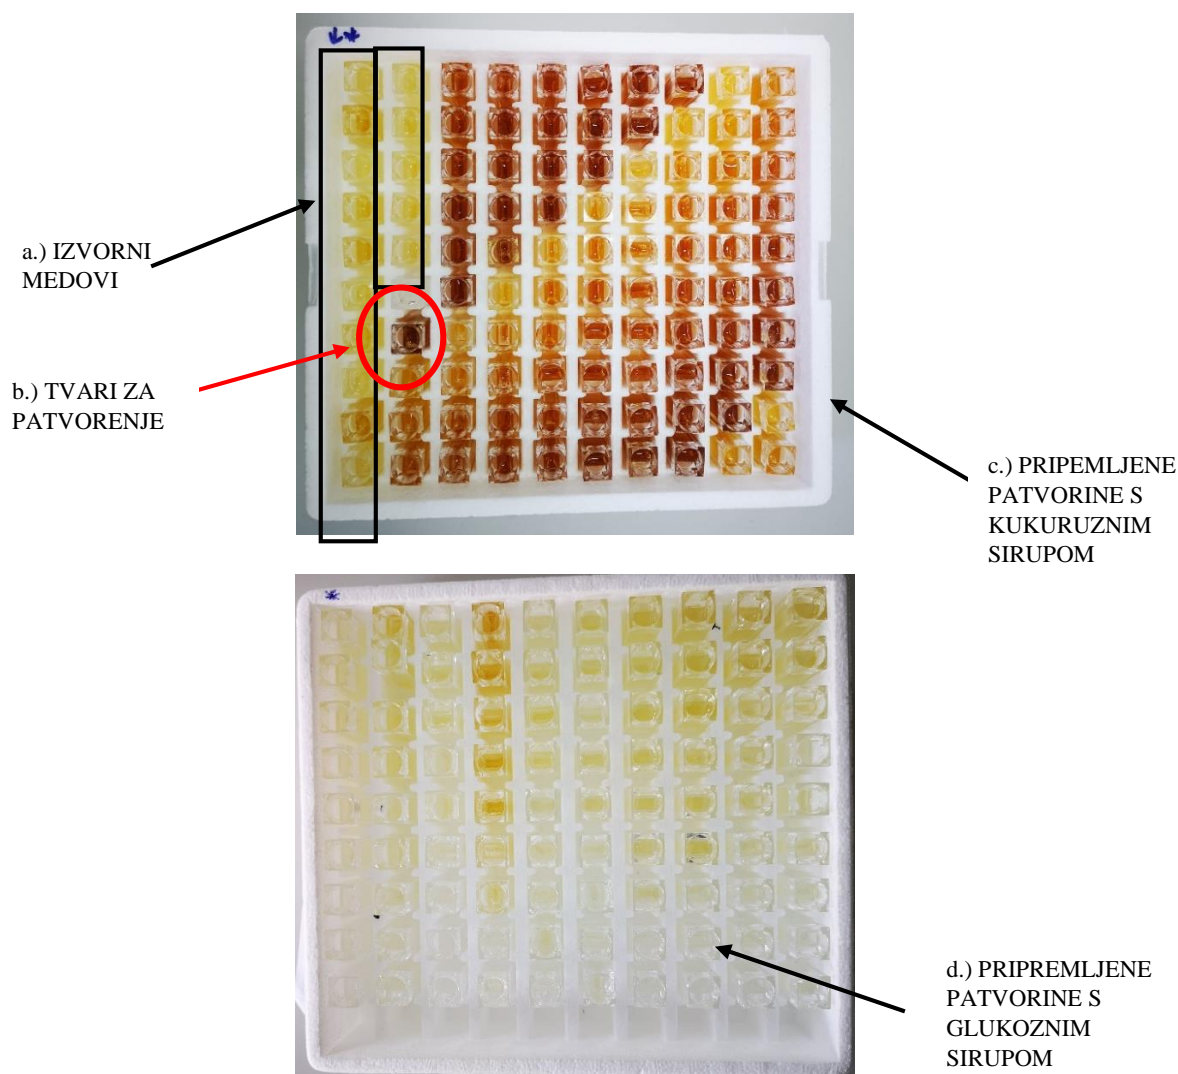 a.) IZVORNI
MEDOVI
b.) TVARI ZA
PATVORENJE
c.) PRIPEMLJENE
PATVORINE S
KUKURUZNIM
SIRUPOM
d.) PRIPREMLJENE
PATVORINE S
GLUKOZNIM
SIRUPOM